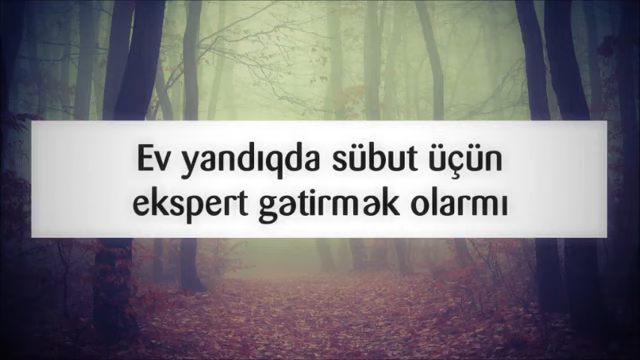 Ev yandıqda sübut üçün
ekspert gətirmək olarmı